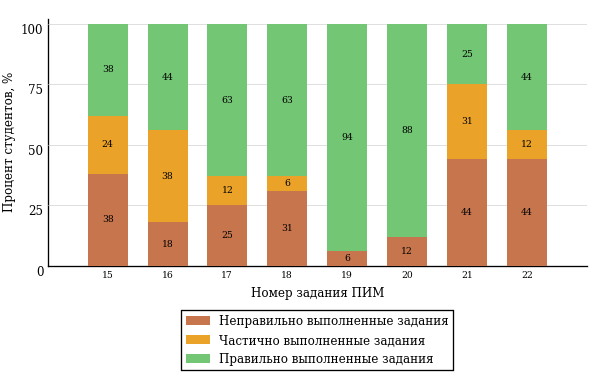 Процент студентов, %
100
75
50
25
0
38 44 63 63 94 88 25 44
24 38 12 6 31 12
38 18 25 31 6 12 44 44
15 16 17 18 19 20 21 22
Номер задания ПИМ
Неправильно выполненные задания
Частично выполненные задания
Правильно выполненные задания